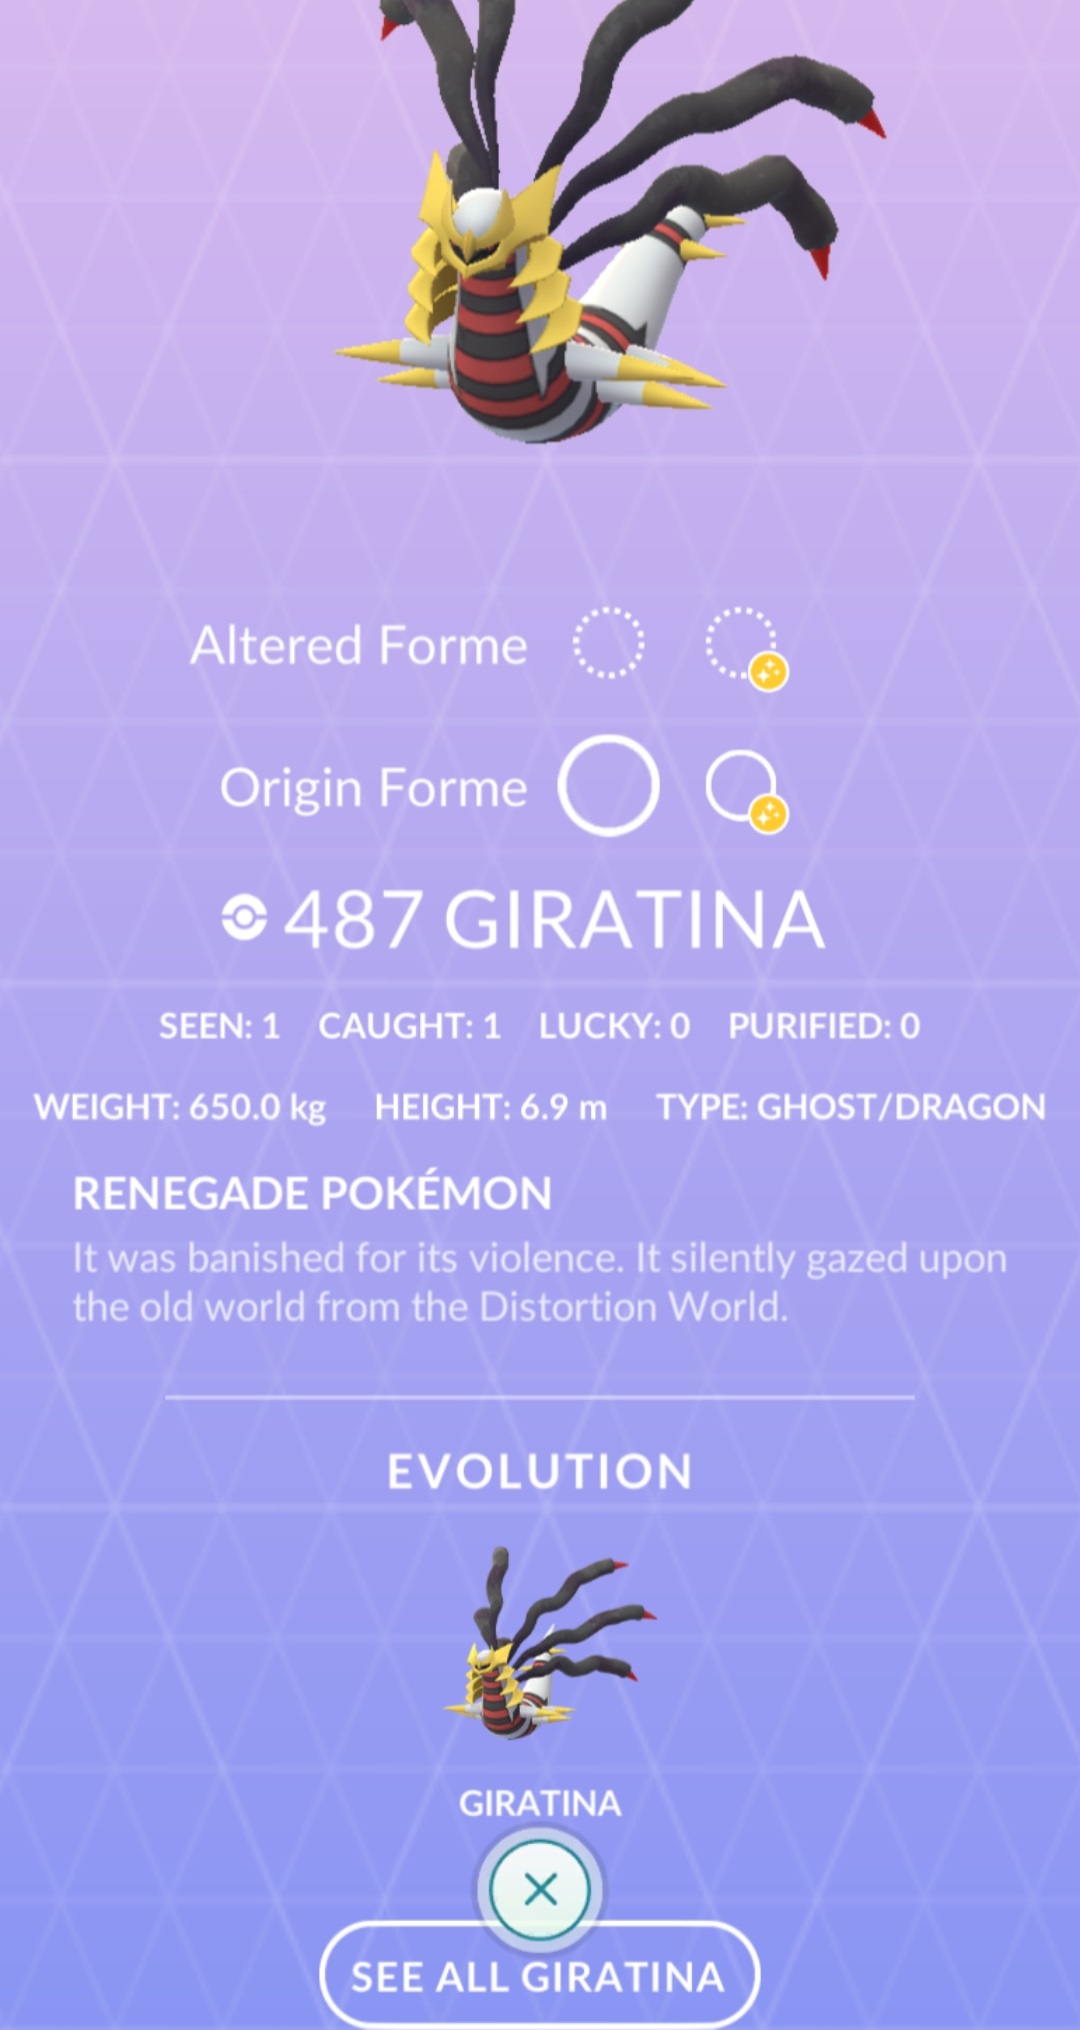 Altered Forme
Origin Forme
487 GIRATINA
SEEN: 1 CAUGHT: 1 LUCKY: 0 PURIFIED: 0
WEIGHT: 650.0 kg HEIGHT: 6.9 m TYPE: GHOST/DRAGON
RENEGADE POKÉMON
It was banished for its violence. It silently gazed upon
the old world from the Distortion World.
EVOLUTION
GIRATINA
SEE ALL GIRATINA